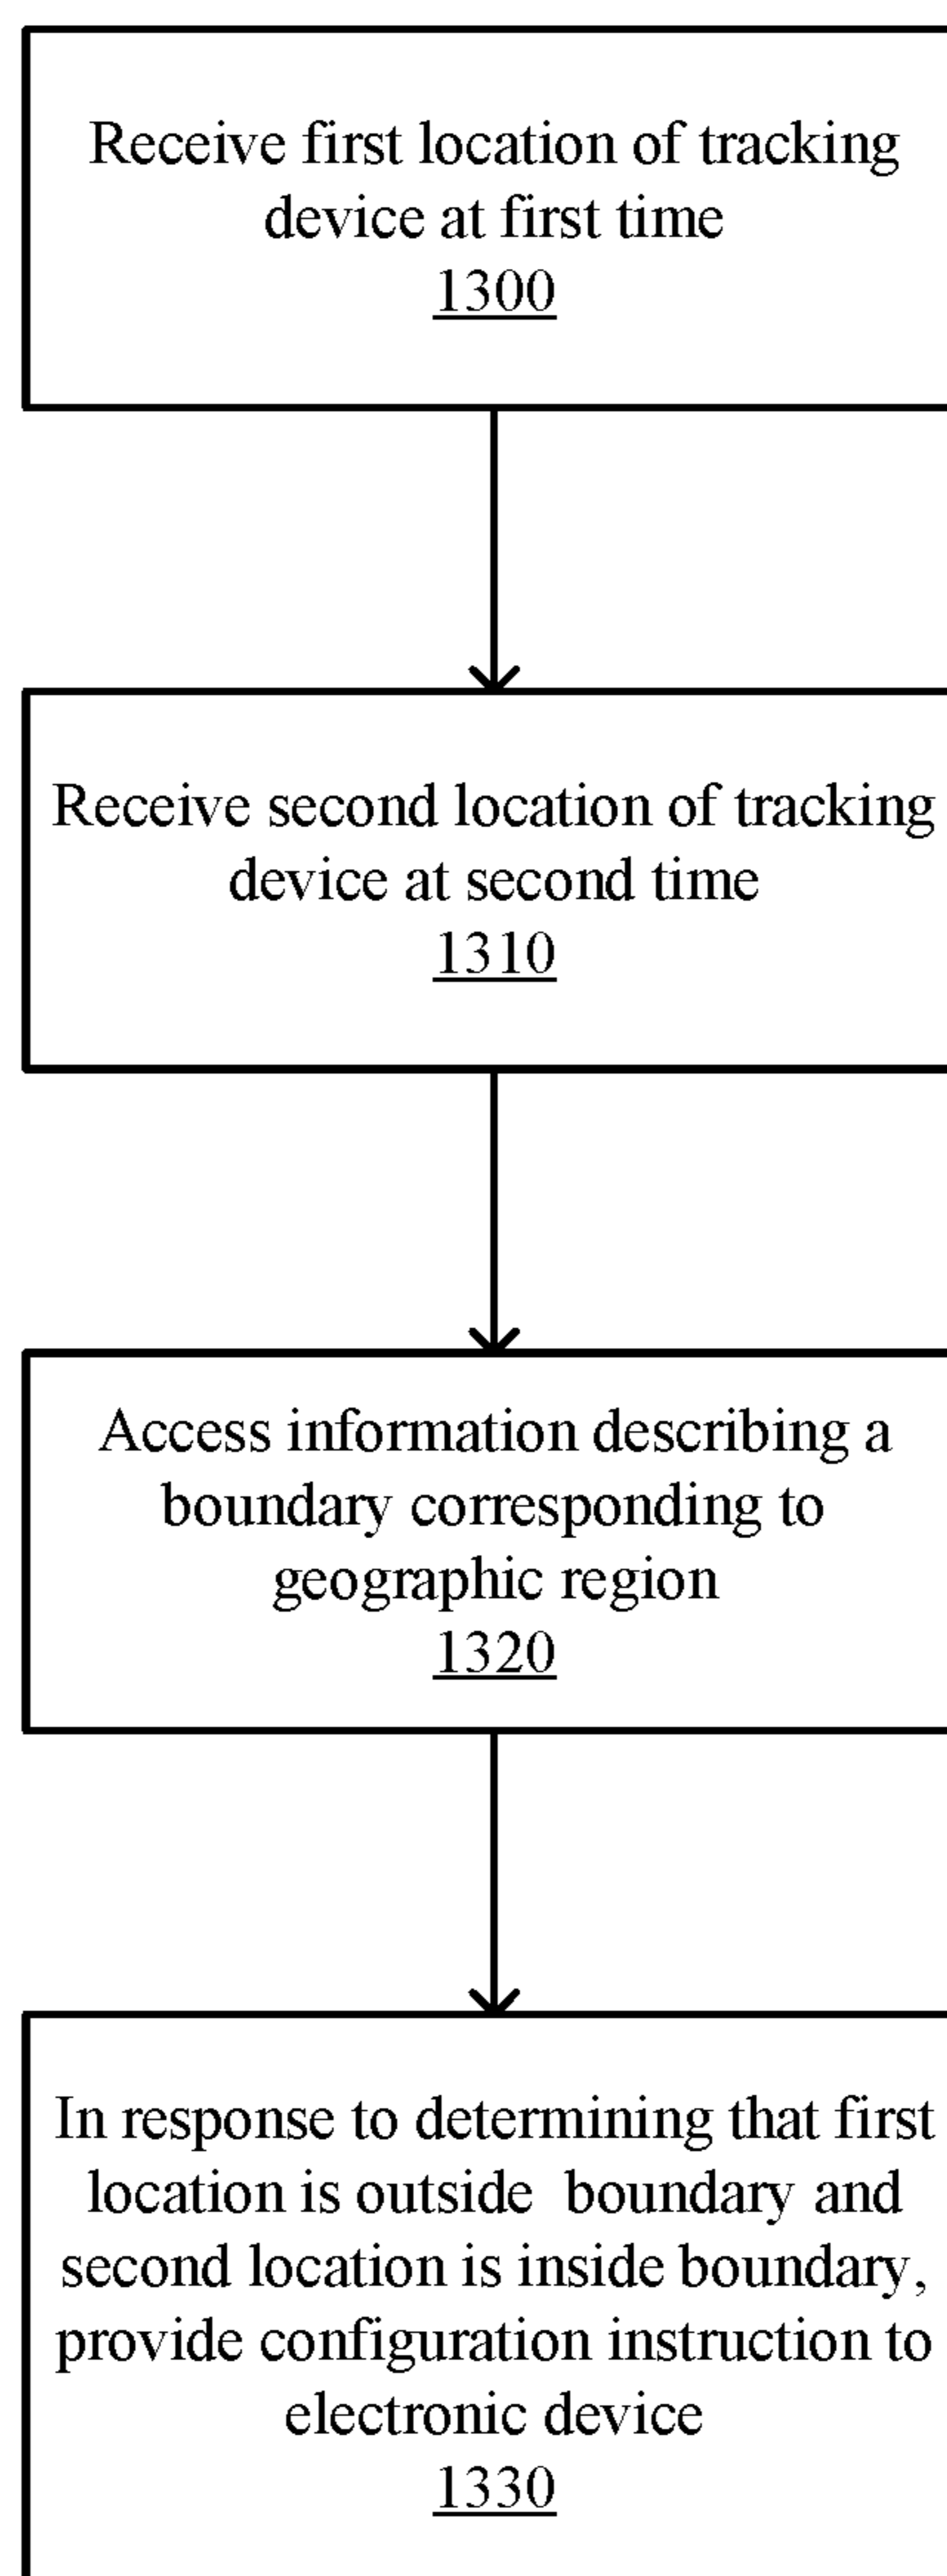 Receive first location of tracking
device at first time
1300
Receive second location of tracking
device at second time
1310
Access information describing a
boundary corresponding to
geographic region
1320
In response to determining that first
location is outside  boundary and
second location is inside boundary,
provide configuration instruction to
electronic device
1330